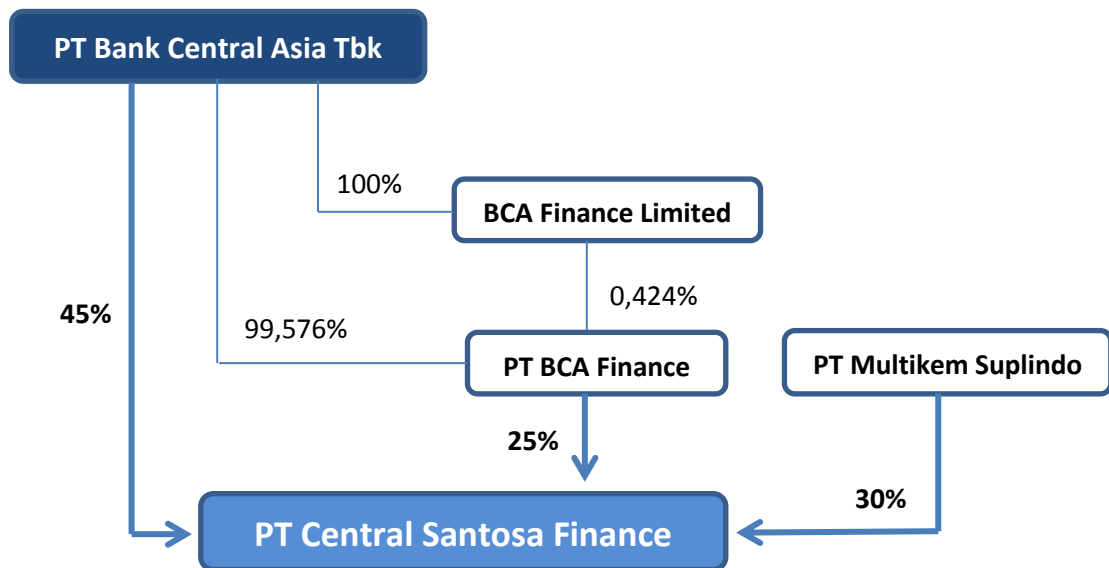 PT Bank Central Asia Tbk
100%
BCA Finance Limited
45%
0,424%
99,576%
PT BCA Finance
PT Multikem Suplindo
25%
30%
PT Central Santosa Finance